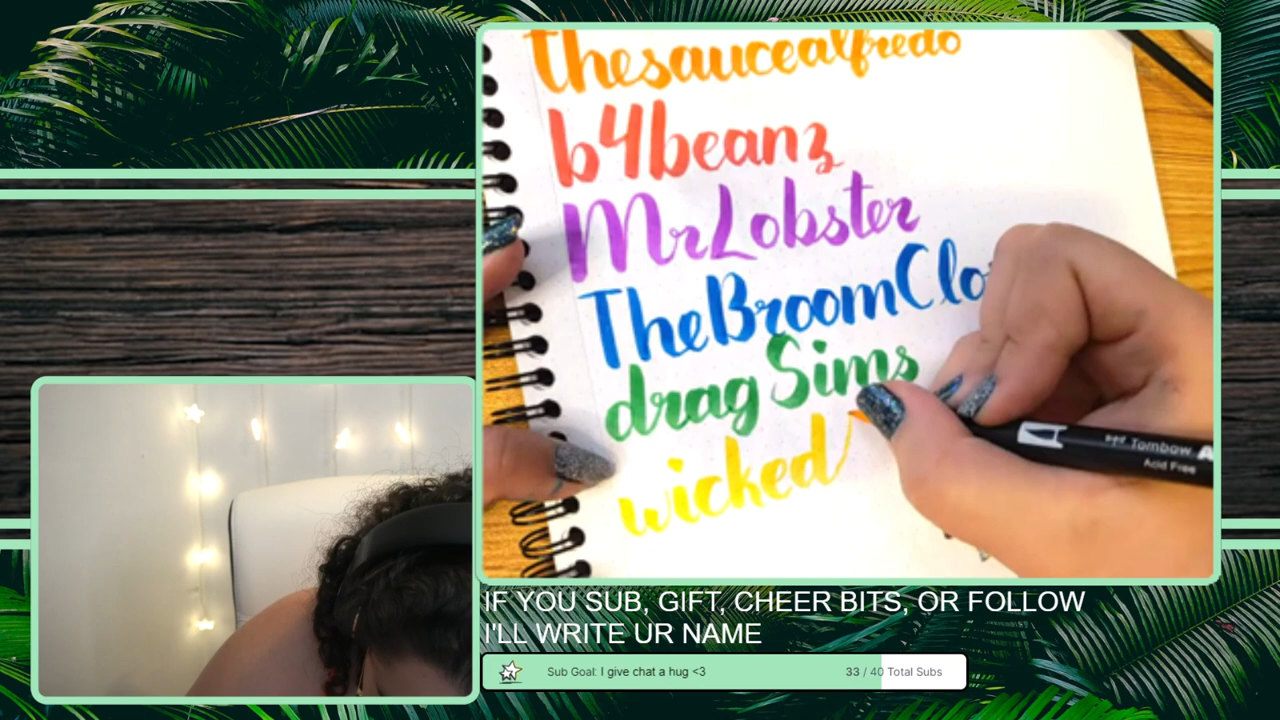 thesaucealfredo
b4beanz
MrLobster
TheBroomClo
drag Sims
wicked
Tombow A
Acid Free
IF YOU SUB, GIFT, CHEER BITS, OR FOLLOW
I'LL WRITE UR NAME
Sub Goal: I give chat a hug <3 33 / 40 Total Subs